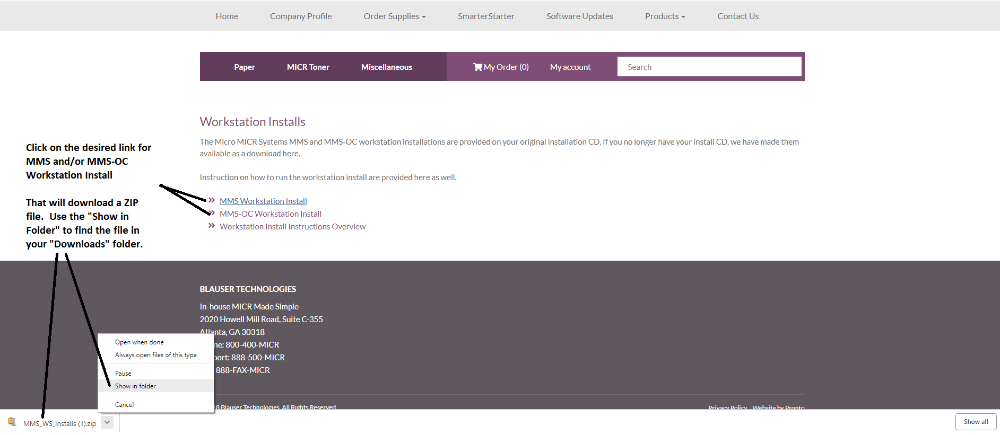 Home Company Profile Order Supplies SmarterStarter Software Updates Products Contact Us
Paper MICR Toner Miscellaneous My Order (0) My account Search
Workstation Installs
The Micro MICR Systems MMS and MMS-OC workstation installations are provided on your original installation CD. If you no longer have your install CD, we have made them
available as a download here.
Instruction on how to run the workstation install are provided here as well.
MMS Workstation Install
MMS-OC Workstation Install
Workstation Install Instructions Overview
Click on the desired link for
MMS and/or MMS-OC
Workstation Install
That will download a ZIP
file. Use the "Show in
Folder" to find the file in
your "Downloads" folder.
BLAUSER TECHNOLOGIES
In-house MICR Made Simple
2020 Howell Mill Road, Suite C-355
Atlanta, GA 30318
ne: 800-400-MICR
port: 888-500-MICR
888-FAX-MICR
8 Blauser Technologies. All Rights Reserved
Privacy Policy Website by Pronto
Open when done
Always open files of this type
Pause
Show in folder
Cancel
MMS_WS_Installs (1).zip
Show all